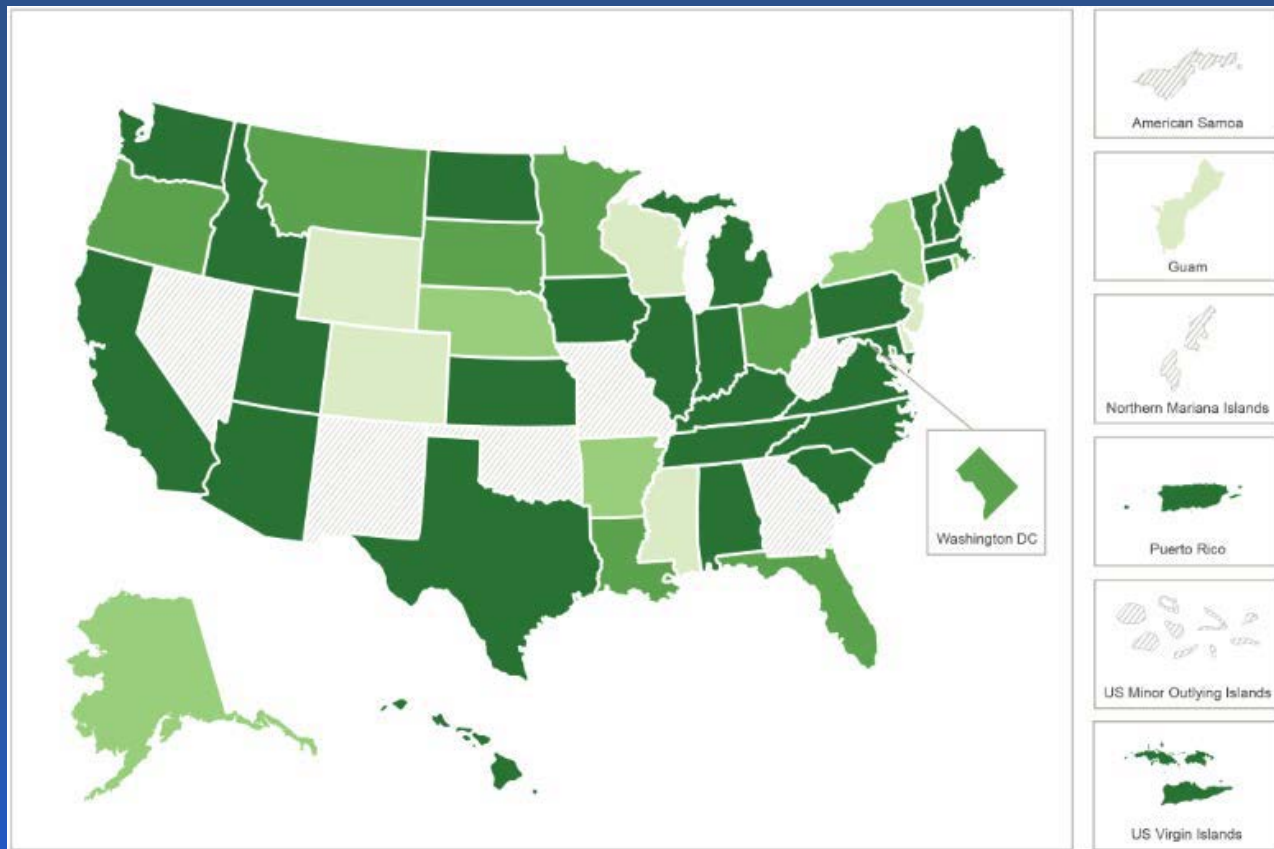 American Samoa
Guam
Northern Mariana Islands
Puerto Rico
Washington DC
US Minor Outlying Islands
US Virgin Islands